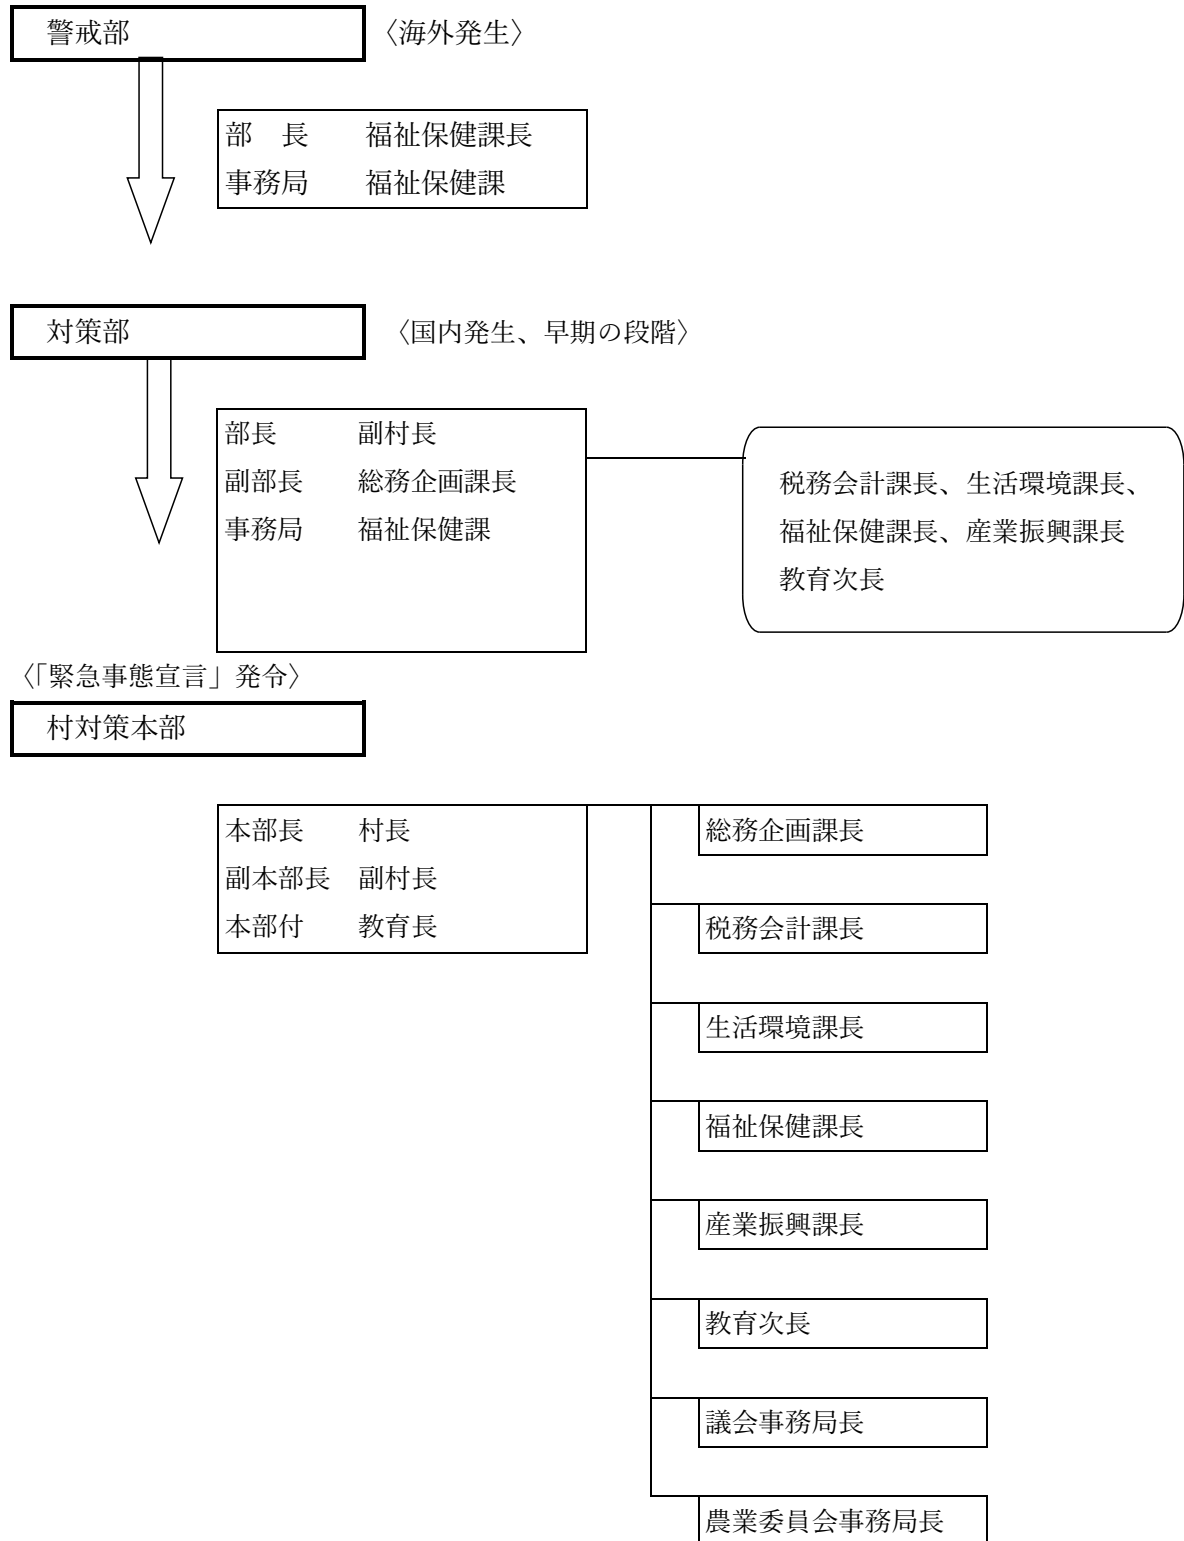 警戒部　〈海外発生〉
部　長　　福祉保健課長
事務局　　福祉保健課
対策部　〈国内発生、早期の段階〉
部長　　　副村長
副部長　　総務企画課長
事務局　　福祉保健課
税務会計課長、生活環境課長、
福祉保健課長、産業振興課長
教育次長
〈「緊急事態宣言」発令〉
村対策本部
本部長　　村長
副本部長　副村長
本部付　　教育長
総務企画課長
税務会計課長
生活環境課長
福祉保健課長
産業振興課長
教育次長
議会事務局長
農業委員会事務局長